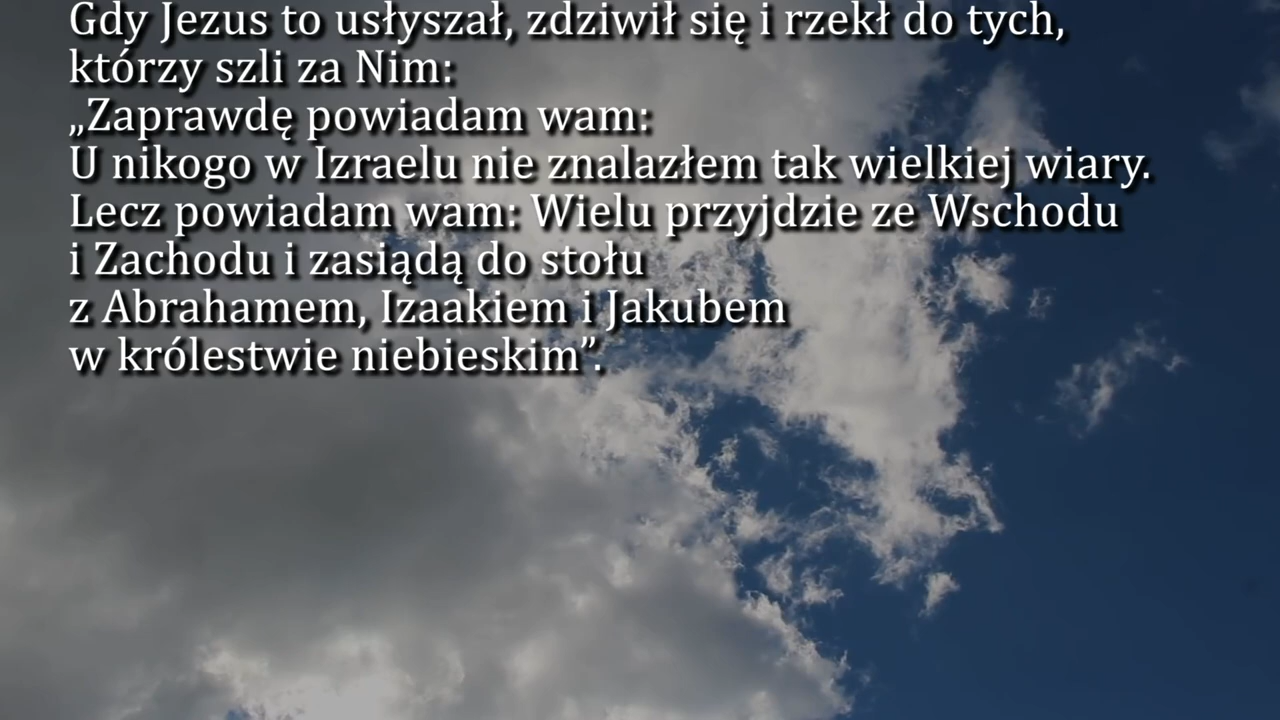 Gdy Jezus to usłyszał, zdziwił się i rzekł do tych,
którzy szli za Nim:
„Zaprawdę powiadam wam:
U nikogo w Izraelu nie znalazłem tak wielkiej wiary.
Lecz powiadam wam: Wielu przyjdzie ze Wschodu
i Zachodu i zasiądą do stołu
z Abrahamem, Izaakiem i Jakubem
w królestwie niebieskim”.